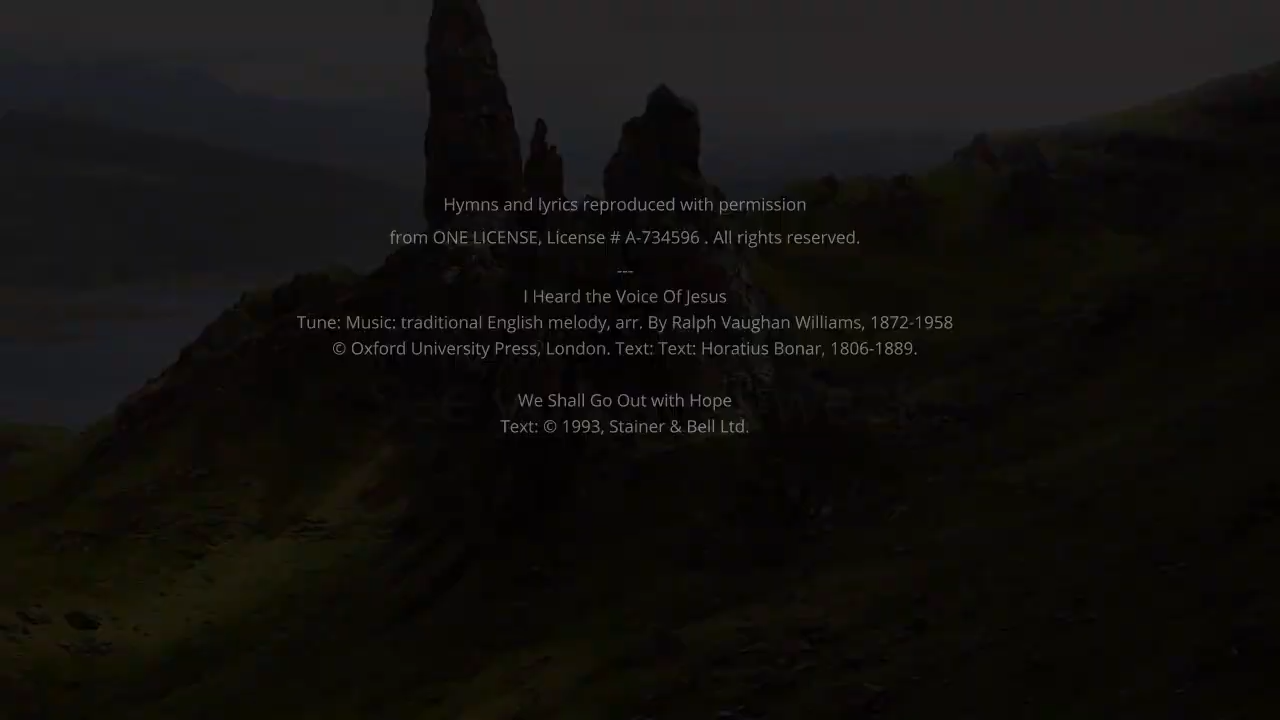 Hymns and lyrics reproduced with permission
from ONE LICENSE, License # A-734596 . All rights reserved.
---
I Heard the Voice Of Jesus
Tune: Music: traditional English melody, arr. By Ralph Vaughan Williams, 1872-1958
© Oxford University Press, London. Text: Text: Horatius Bonar, 1806-1889.
We Shall Go Out with Hope
Text: © 1993, Stainer & Bell Ltd.